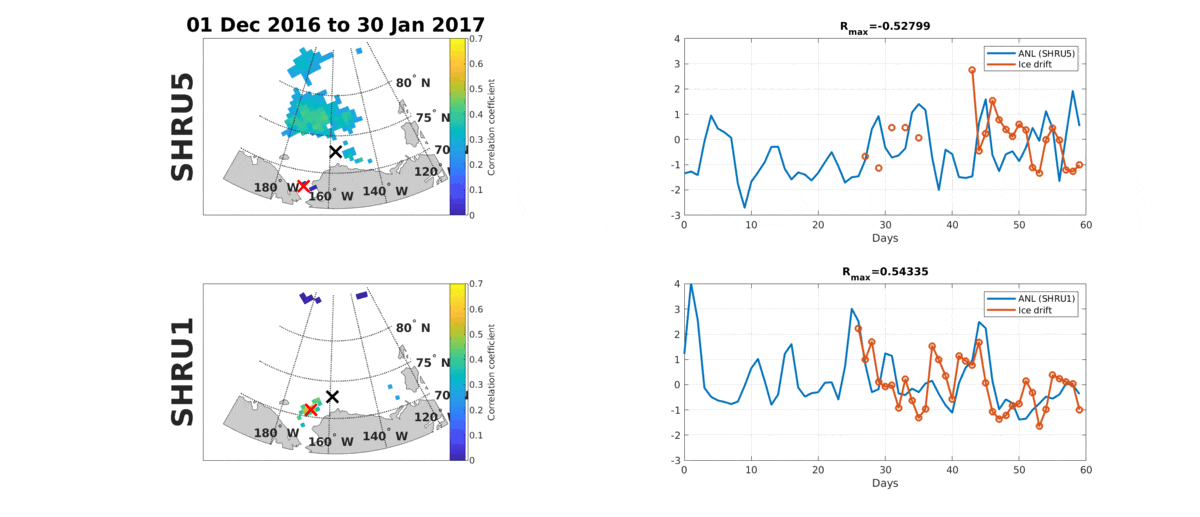 01 Dec 2016 to 30 Jan 2017
SHRU5
80° N
75° N
70
120°
180° W
160° W
140° W
0.7
0.6
0.5
0.4
0.3
0.2
0.1
0
Correlation coefficient
Rmax=-0.52799
ANL (SHRU5)
Ice drift
4
3
2
1
0
-1
-2
-3
0 10 20 30 40 50 60
Days
SHRU1
80° N
75° N
70
120°
180° W
160° W
140° W
0.7
0.6
0.5
0.4
0.3
0.2
0.1
0
Correlation coefficient
Rmax=0.54335
ANL (SHRU1)
Ice drift
4
3
2
1
0
-1
-2
-3
0 10 20 30 40 50 60
Days